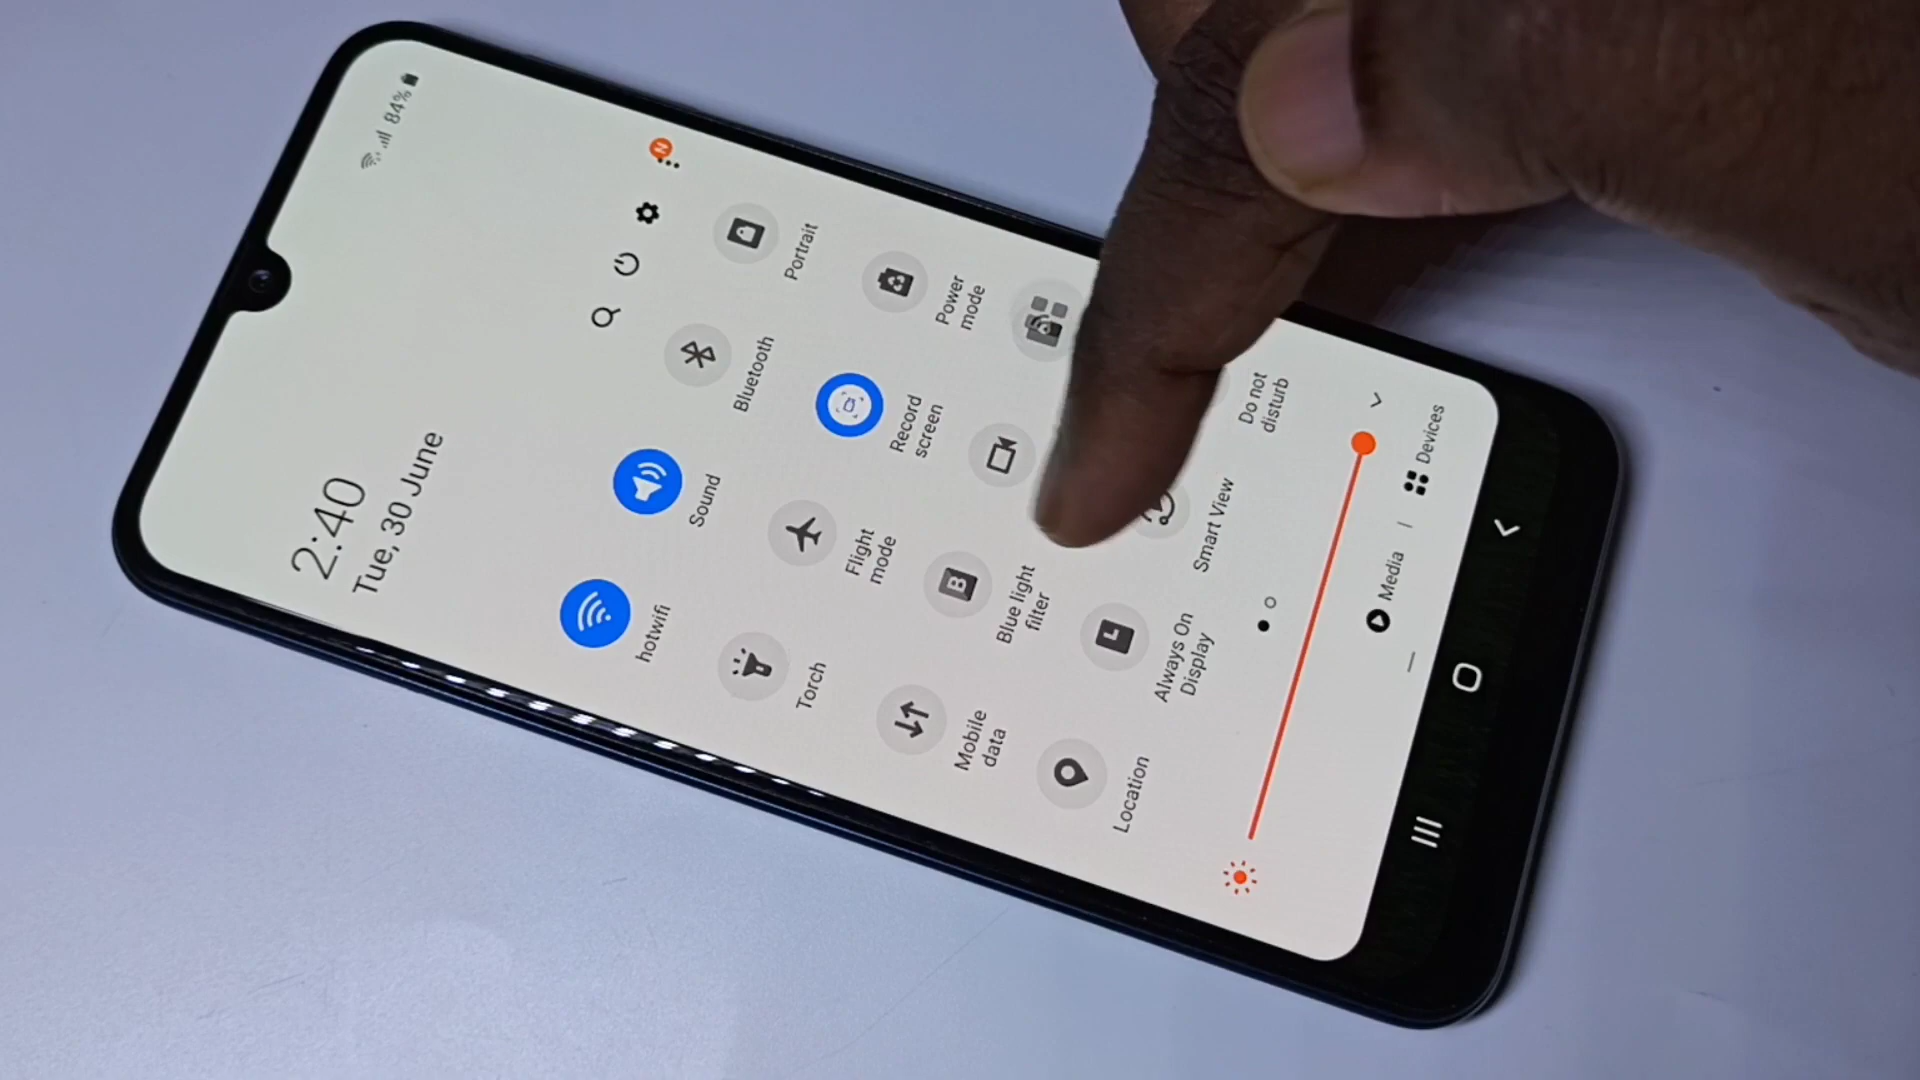 84%
2:40
Tue, 30 June
N
hotwifi
Sound
Bluetooth
Portrait
Torch
Flight
mode
Record
screen
Power
mode
Mobile
data
B
Blue light
filter
Location
Always On
Display
Smart View
Do not
disturb
Media | Devices